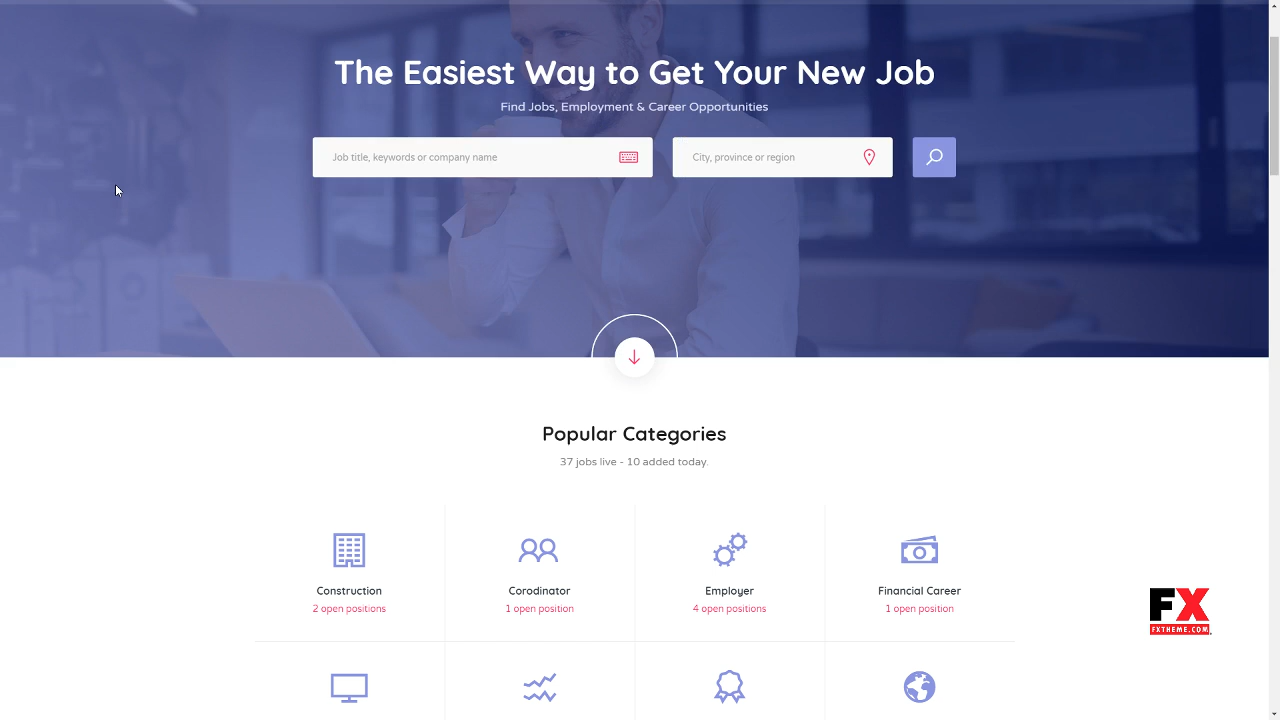 The Easiest Way to Get Your New Job
Find Jobs, Employment & Career Opportunities
Job title, keywords or company name
City, province or region
Popular Categories
37 jobs live - 10 added today.
Construction
2 open positions
Corodinator
1 open position
Employer
4 open positions
Financial Career
1 open position
FX
FXTHEME.COM